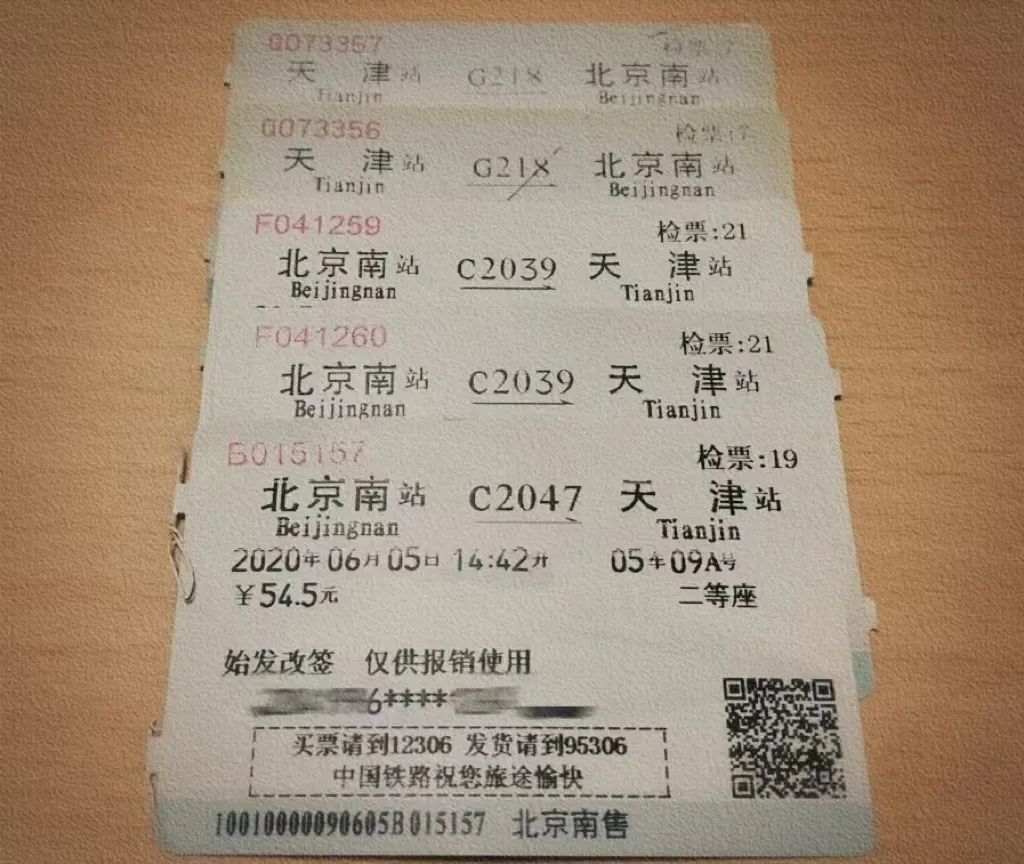 G073357 检票:7
天津站 G218 北京南站
Tianjin Beijingnan
G073356 检票:7
天津站 G218 北京南站
Tianjin Beijingnan
F041259 检票:21
北京南站 C2039 天津站
Beijingnan Tianjin
F041260 检票:21
北京南站 C2039 天津站
Beijingnan Tianjin
B015157 检票:19
北京南站 C2047 天津站
Beijingnan Tianjin
2020年06月05日 14:42开 05车09A号
¥54.5元 二等座
始发改签 仅供报销使用
6****
买票请到12306 发货请到95306
中国铁路祝您旅途愉快
10010000090605B015157 北京南售